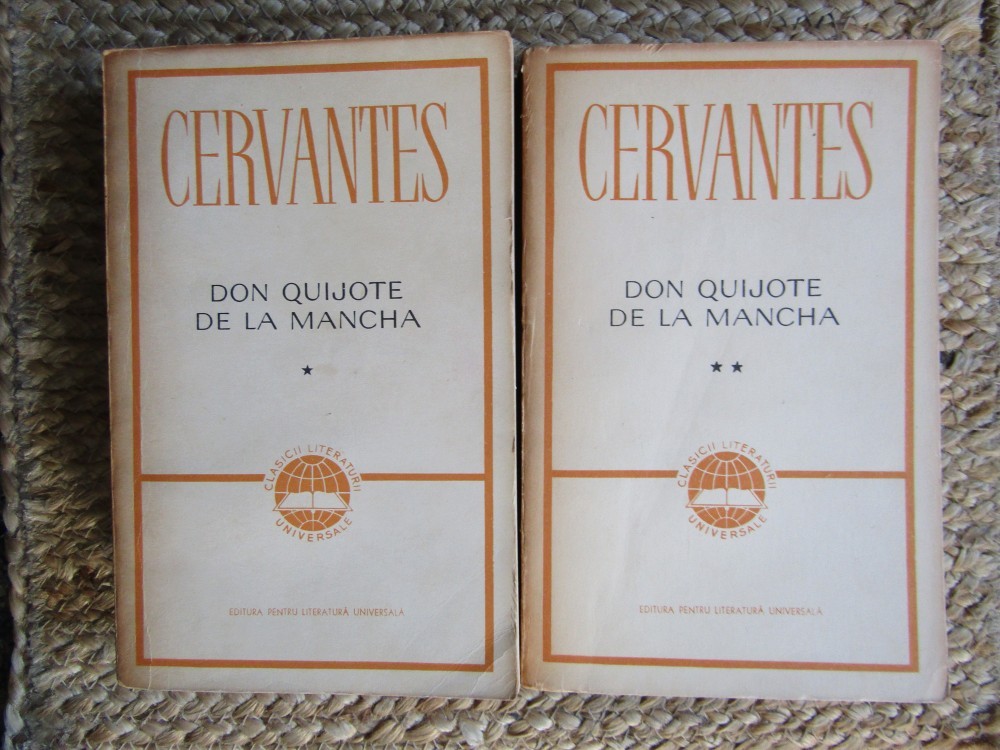 CERVANTES
DON QUIJOTE
DE LA MANCHA
★
CLASICII LITERATURII
UNIVERSALE
EDITURA PENTRU LITERATURĂ UNIVERSALĂ
CERVANTES
DON QUIJOTE
DE LA MANCHA
★★
CLASICII LITERATURII
UNIVERSALE
EDITURA PENTRU LITERATURĂ UNIVERSALĂ